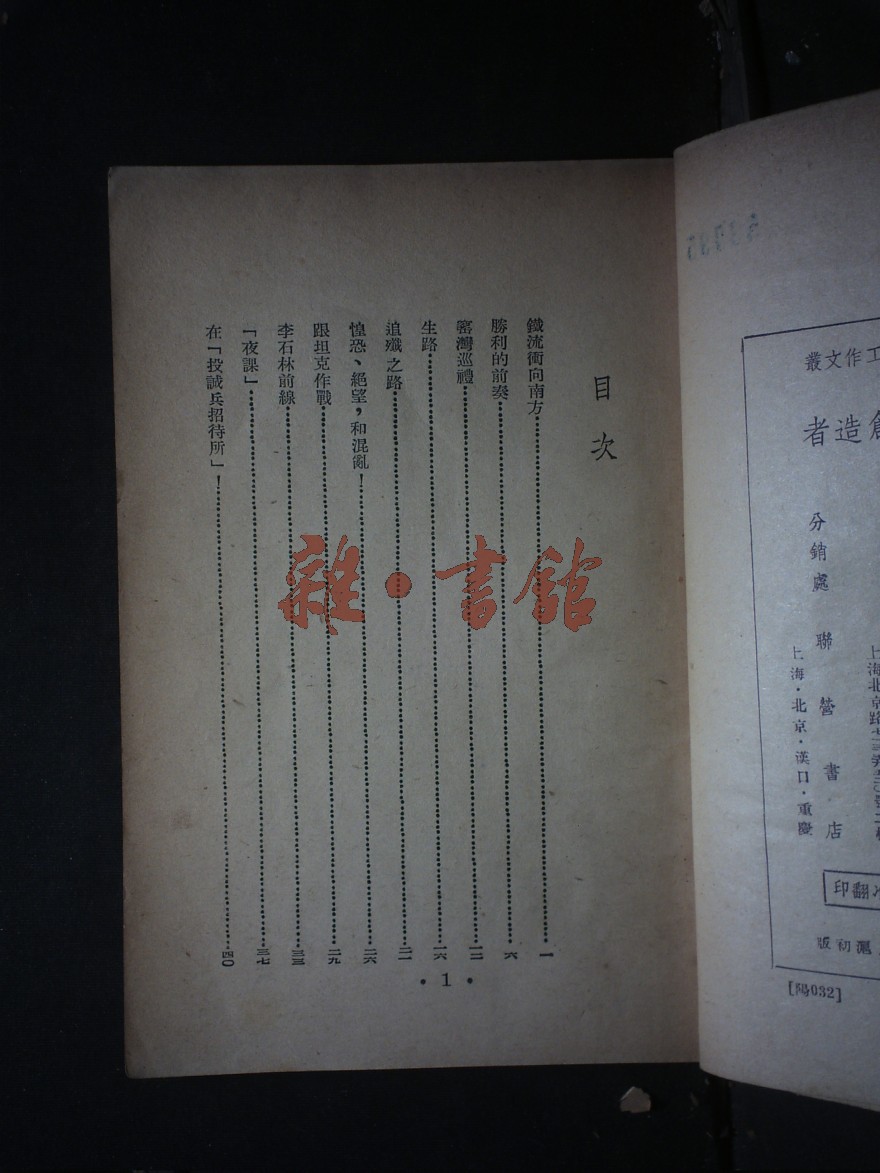 工作文叢
創造者
分銷處 聯營書店
上海·北京·漢口·重慶
翻印
滬初版
[陽032]
目次
鐵流衝向南方 一
勝利的前奏 六
窰灣巡禮 一二
生路 一六
追殲之路 二一
惶恐、絕望,和混亂! 二六
跟坦克作戰 二九
李石林前線 三三
「夜課」 三七
在「投誠兵招待所」! 四〇
• 1 •
雜·書館